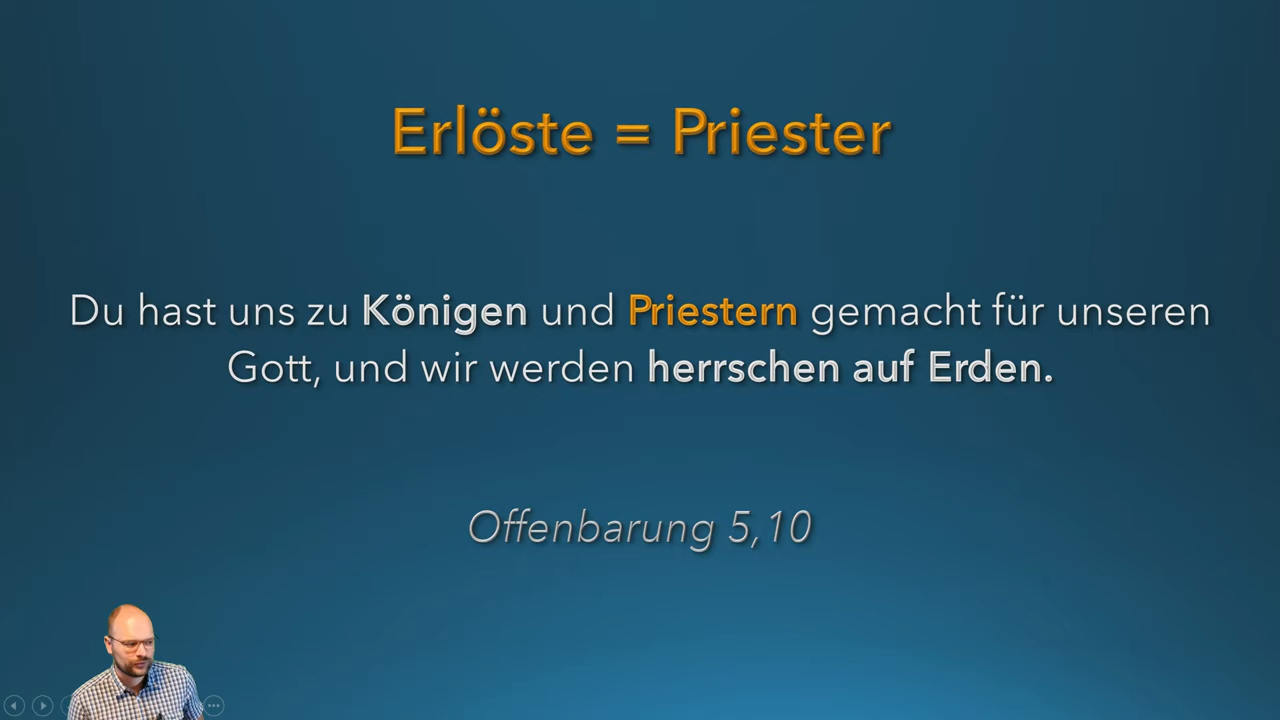 Erlöste = Priester
Du hast uns zu Königen und Priestern gemacht für unseren
Gott, und wir werden herrschen auf Erden.
Offenbarung 5,10